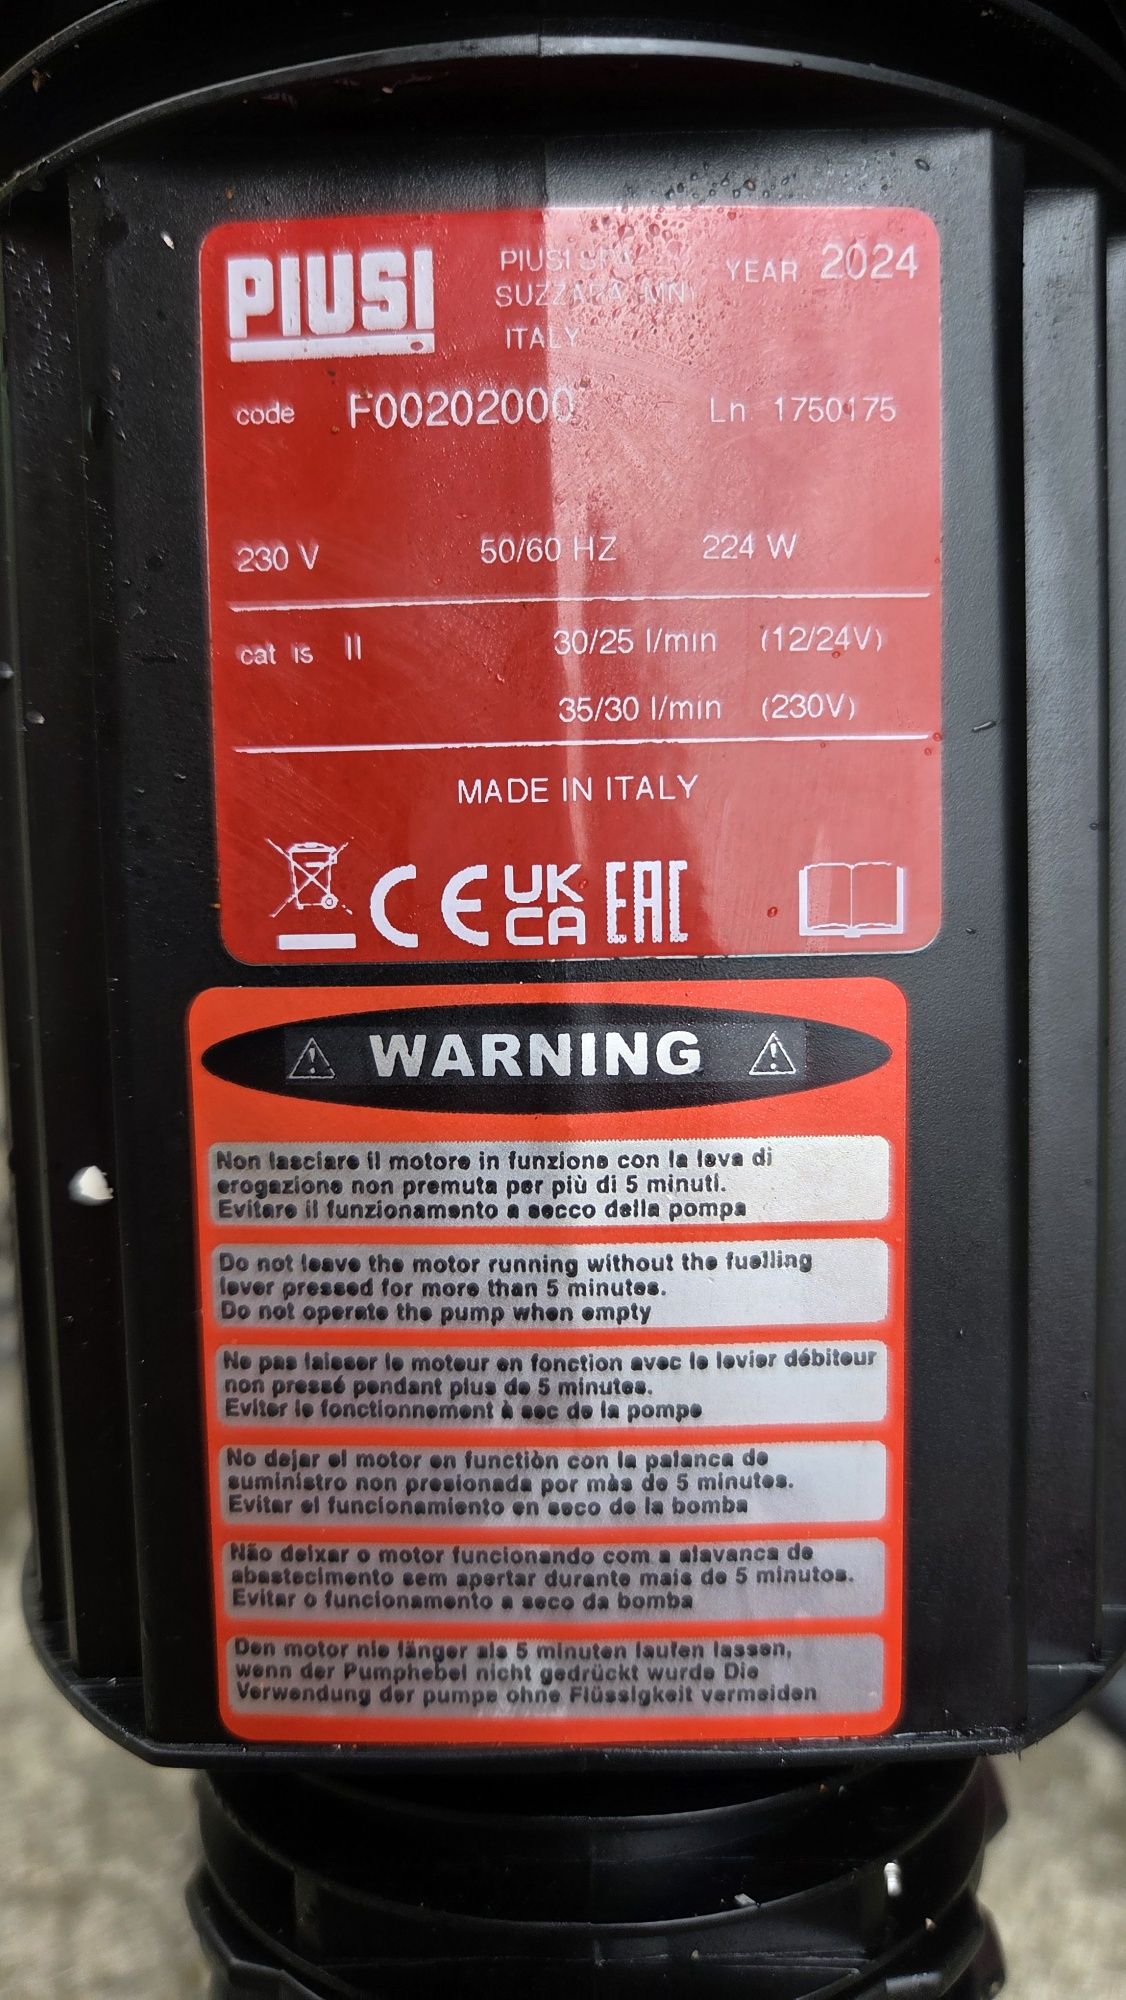 PIUSI
PIUSI SPA
SUZZARA (MN)
ITALY
YEAR 2024
code F00202000 Ln 1750175
230 V 50/60 HZ 224 W
cat is II 30/25 l/min (12/24V)
35/30 l/min (230V)
MADE IN ITALY
CE UK CA EAC
WARNING
Non lasciare il motore in funzione con la leva di
erogazione non premuta per più di 5 minuti.
Evitare il funzionamento a secco della pompa
Do not leave the motor running without the fuelling
lever pressed for more than 5 minutes.
Do not operate the pump when empty
Ne pas laisser le moteur en fonction avec le levier débiteur
non pressé pendant plus de 5 minutes.
Eviter le fonctionnement à sec de la pompe
No dejar el motor en functiòn con la palanca de
suministro non presionada por màs de 5 minutes.
Evitar el funcionamiento en seco de la bomba
Não deixar o motor funcionando com a alavanca de
abastecimento sem apertar durante mais de 5 minutos.
Evitar o funcionamento a seco da bomba
Den motor nie länger als 5 minuten laufen lassen,
wenn der Pumphebel nicht gedrückt wurde Die
Verwendung der pumpe ohne Flüssigkeit vermeiden